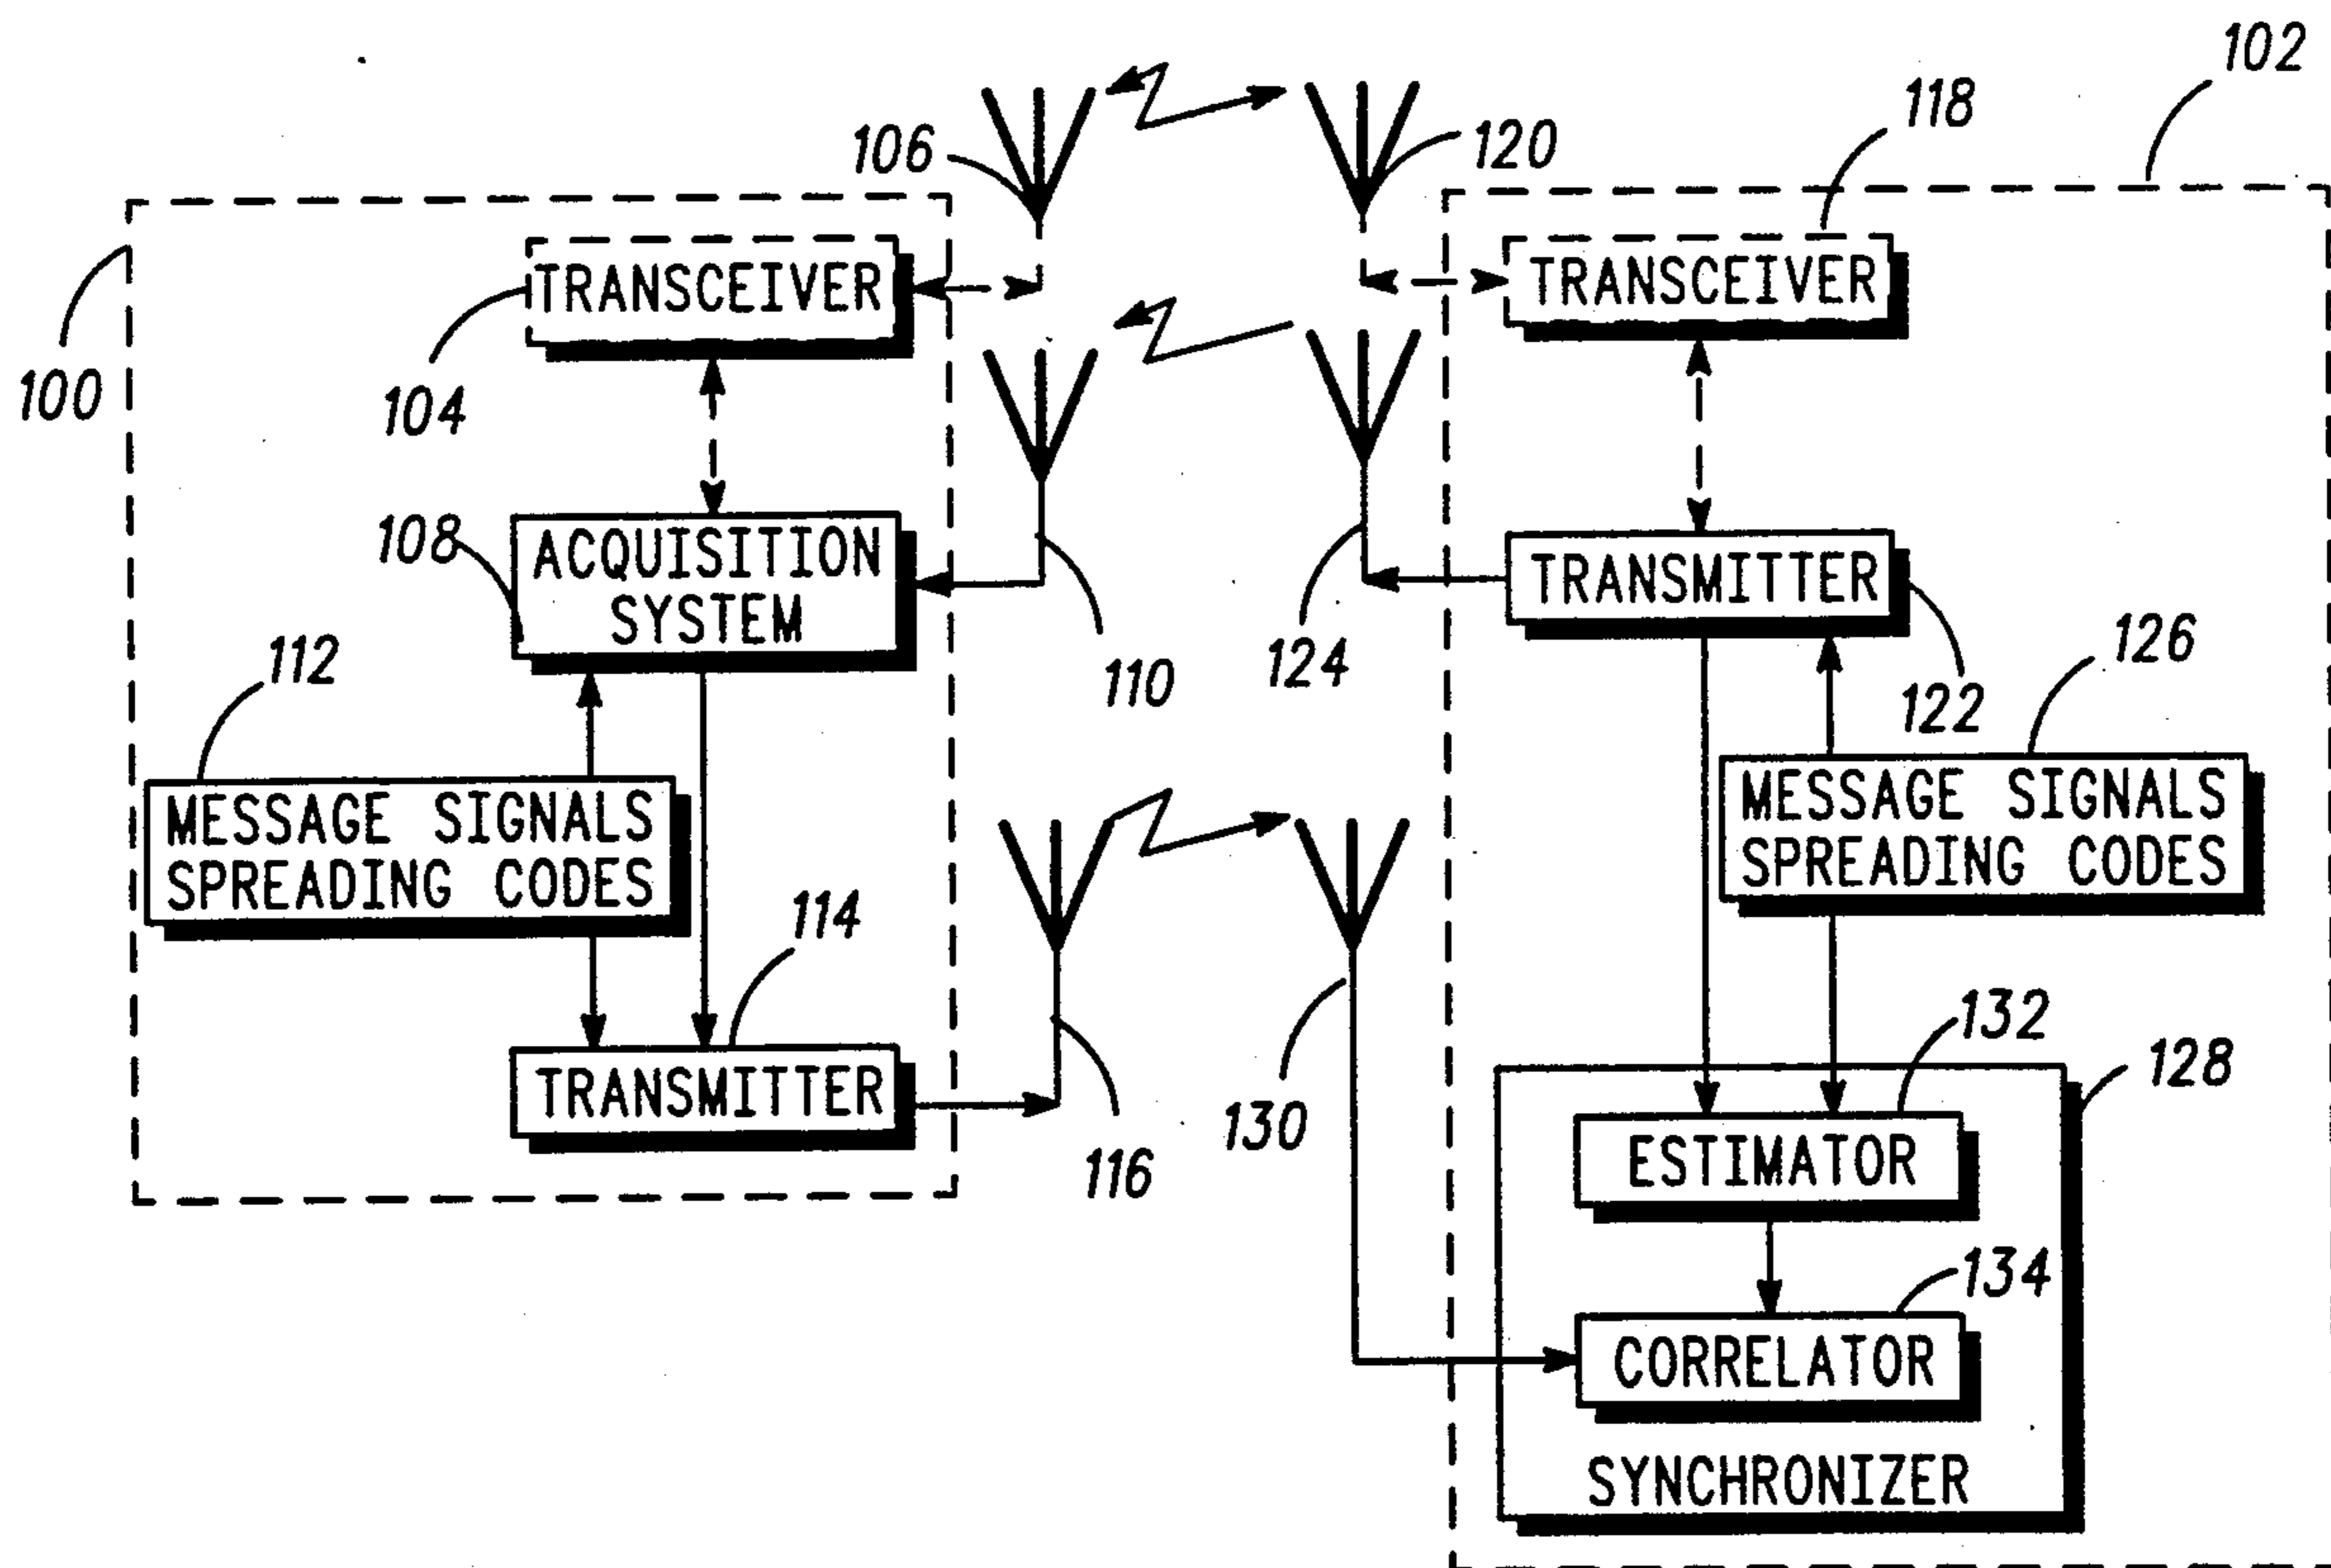 102
118
106
120
TRANSCEIVER
TRANSCEIVER
100
104
108
ACQUISITION
SYSTEM
TRANSMITTER
112
110
124
126
122
MESSAGE SIGNALS
SPREADING CODES
MESSAGE SIGNALS
SPREADING CODES
114
132
128
TRANSMITTER
116
130
ESTIMATOR
134
CORRELATOR
SYNCHRONIZER